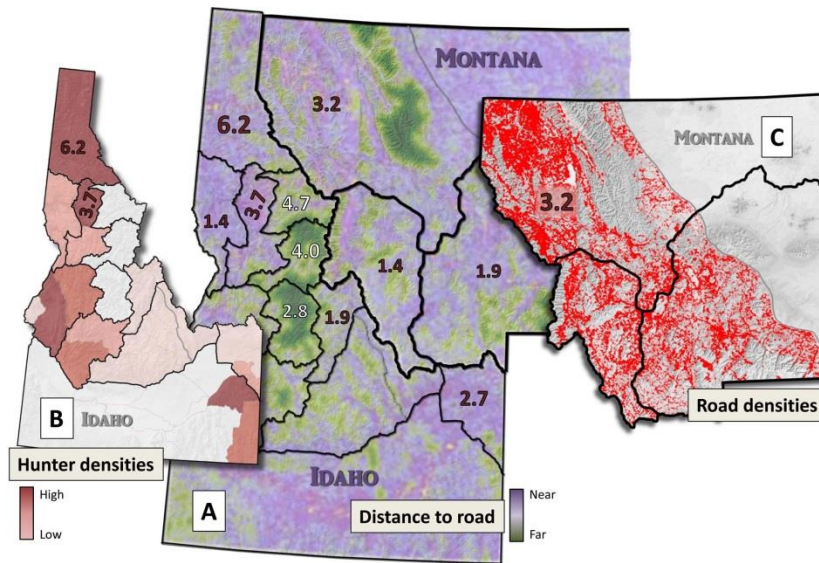 MONTANA
3.2
6.2
C
MONTANA
6.2
3.2
3.7
3.7
4.7
1.4
4.0
1.4
1.9
2.8
1.9
B
IDAHO
2.7
Road densities
Hunter densities
IDAHO
High
Low
A
Distance to road
Near
Far